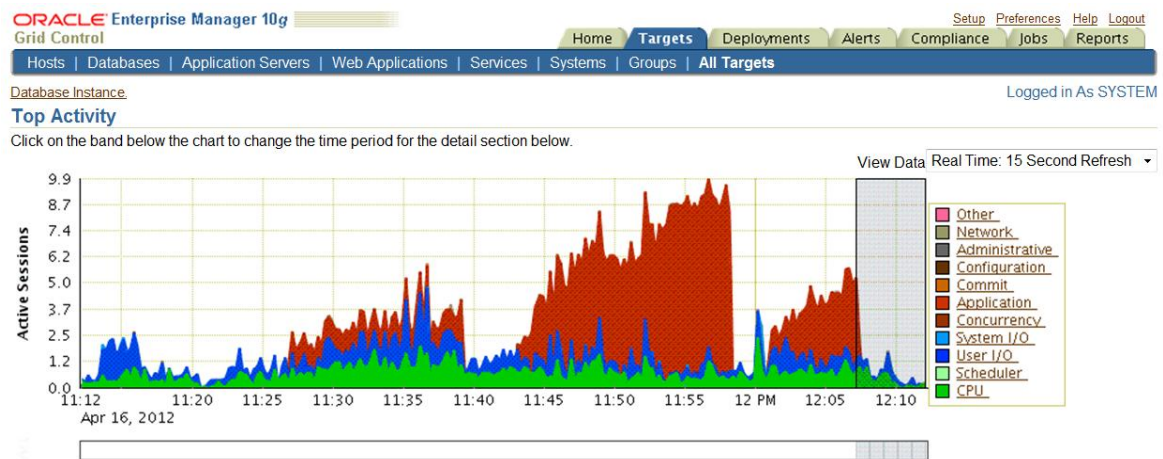 ORACLE Enterprise Manager 10g
Grid Control
Setup Preferences Help Logout
Home Targets Deployments Alerts Compliance Jobs Reports
Hosts | Databases | Application Servers | Web Applications | Services | Systems | Groups | All Targets
Database Instance
Logged in As SYSTEM
Top Activity
Click on the band below the chart to change the time period for the detail section below.
View Data Real Time: 15 Second Refresh
Active Sessions
9.9
8.7
7.4
6.2
5.0
3.7
2.5
1.2
0.0
11:12 11:20 11:25 11:30 11:35 11:40 11:45 11:50 11:55 12 PM 12:05 12:10
Apr 16, 2012
Other
Network
Administrative
Configuration
Commit
Application
Concurrency
System I/O
User I/O
Scheduler
CPU